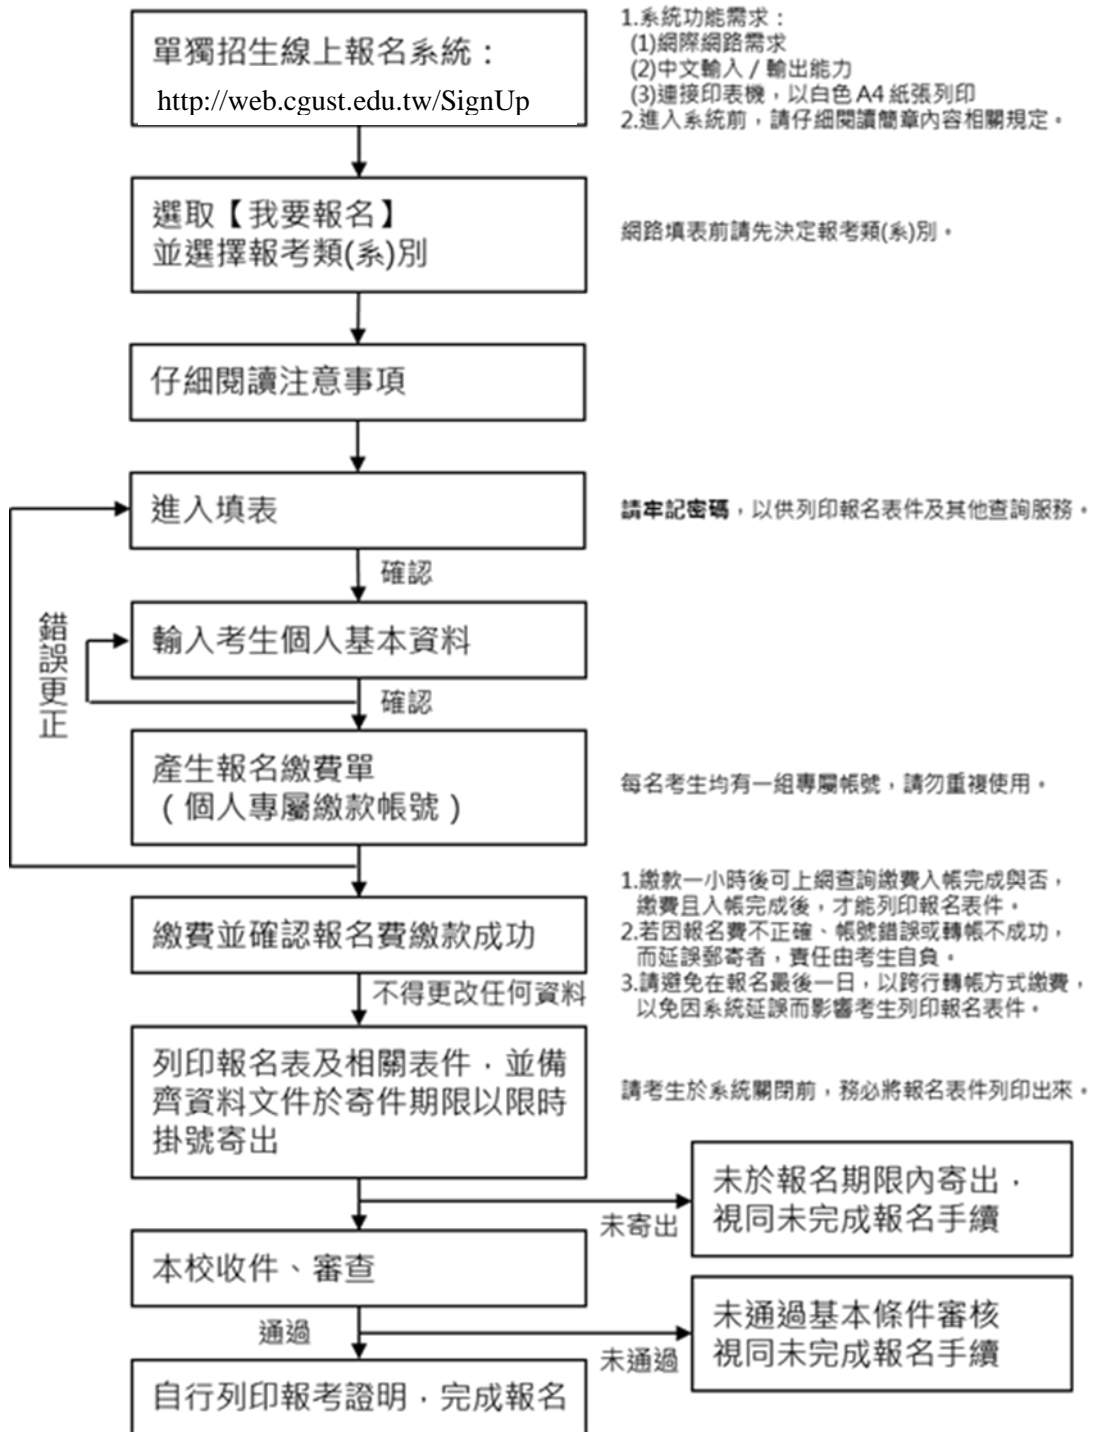 單獨招生線上報名系統：
http://web.cgust.edu.tw/SignUp
1.系統功能需求：
(1)網際網路需求
(2)中文輸入 / 輸出能力
(3)連接印表機，以白色 A4 紙張列印
2.進入系統前，請仔細閱讀簡章內容相關規定。
選取【我要報名】
並選擇報考類(系)別
網路填表前請先決定報考類(系)別。
仔細閱讀注意事項
進入填表
請牢記密碼，以供列印報名表件及其他查詢服務。
確認
錯誤更正
輸入考生個人基本資料
確認
產生報名繳費單
（個人專屬繳款帳號）
每名考生均有一組專屬帳號，請勿重複使用。
繳費並確認報名費繳款成功
1.繳款一小時後可上網查詢繳費入帳完成與否，
繳費且入帳完成後，才能列印報名表件。
2.若因報名費不正確、帳號錯誤或轉帳不成功，
而延誤郵寄者，責任由考生自負。
3.請避免在報名最後一日，以跨行轉帳方式繳費，
以免因系統延誤而影響考生列印報名表件。
不得更改任何資料
列印報名表及相關表件，並備
齊資料文件於寄件期限以限時
掛號寄出
請考生於系統關閉前，務必將報名表件列印出來。
未寄出
未於報名期限內寄出，
視同未完成報名手續
本校收件、審查
通過
未通過
未通過基本條件審核
視同未完成報名手續
自行列印報考證明，完成報名